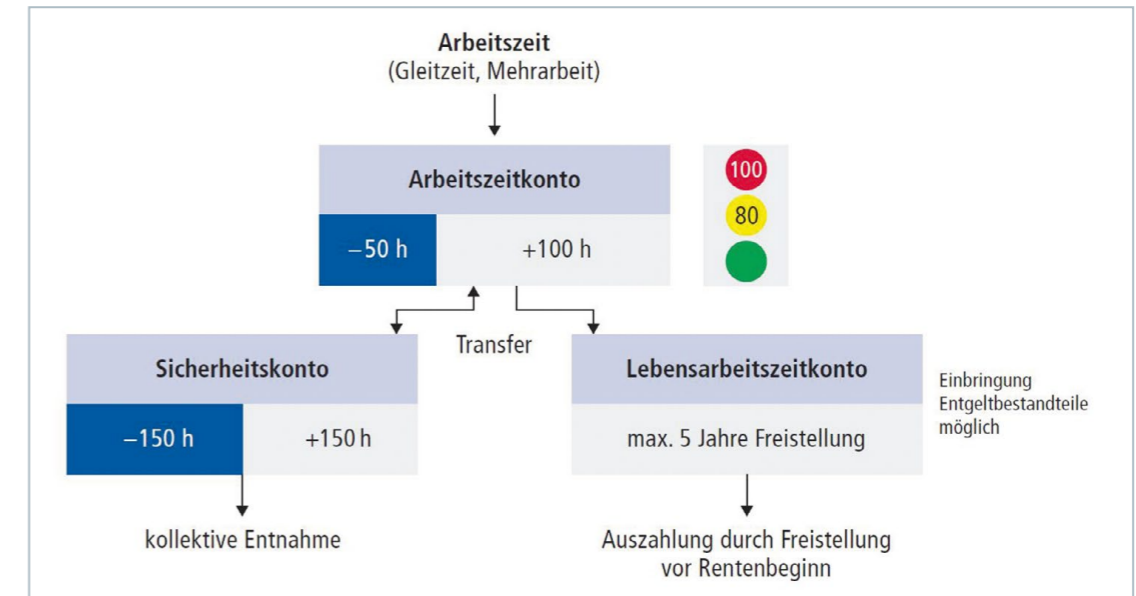 Arbeitszeit
(Gleitzeit, Mehrarbeit)
Arbeitszeitkonto
–50 h
+100 h
100
80
Transfer
Sicherheitskonto
–150 h
+150 h
kollektive Entnahme
Lebensarbeitszeitkonto
max. 5 Jahre Freistellung
Einbringung
Entgeltbestandteile
möglich
Auszahlung durch Freistellung
vor Rentenbeginn